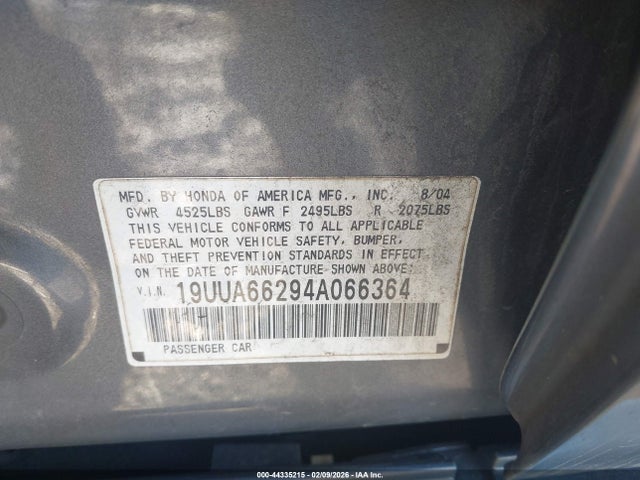 MFD. BY HONDA OF AMERICA MFG., INC. 8/04
GVWR 4525LBS GAWR F 2495LBS R 2075LBS
THIS VEHICLE CONFORMS TO ALL APPLICABLE
FEDERAL MOTOR VEHICLE SAFETY, BUMPER,
AND THEFT PREVENTION STANDARDS IN EFFECT
ON THE DATE OF MANUFACTURE SHOWN ABOVE.
V.I.N. 19UUA66294A066364
PASSENGER CAR
000-44335215 - 02/09/2026 - IAA, Inc.